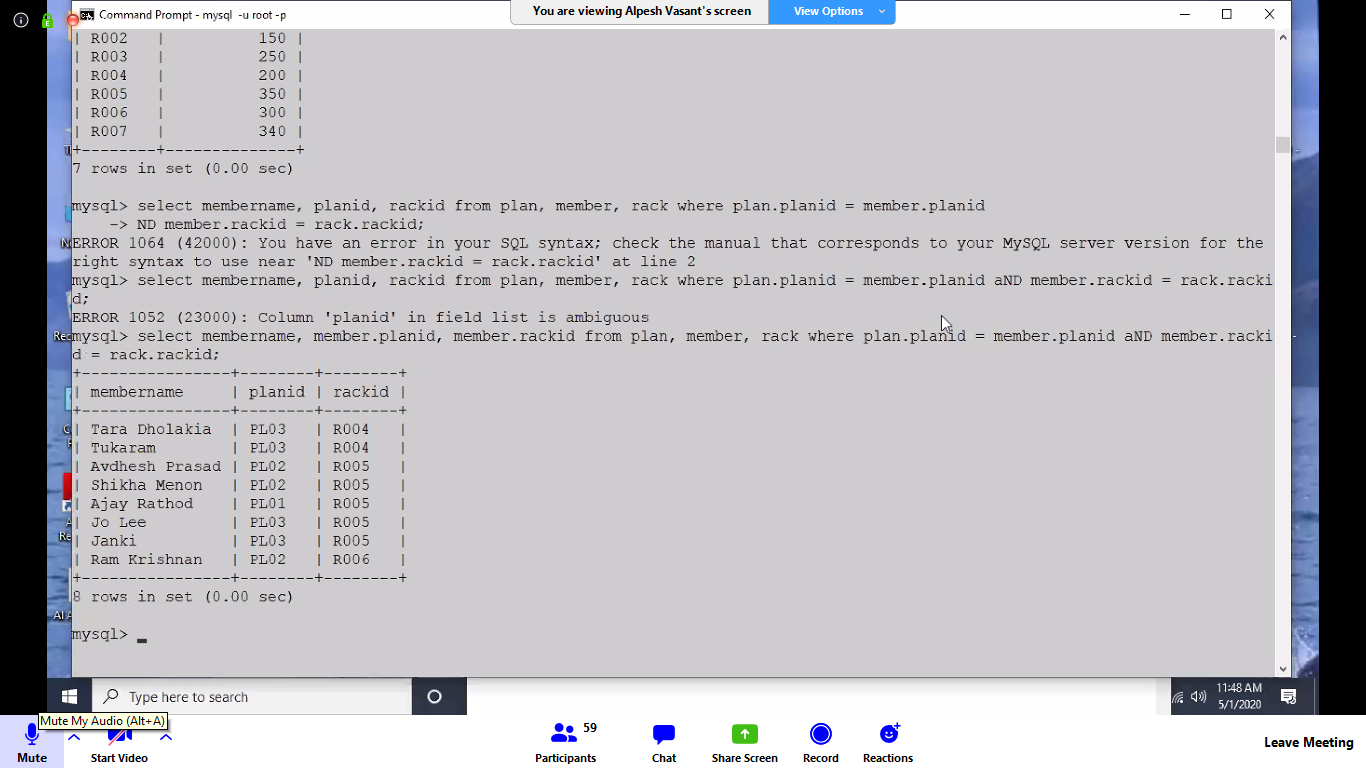 Command Prompt - mysql -u root -p
You are viewing Alpesh Vasant's screen
View Options
| R002   |          150 |
| R003   |          250 |
| R004   |          200 |
| R005   |          350 |
| R006   |          300 |
| R007   |          340 |
+--------+--------------+
7 rows in set (0.00 sec)
mysql> select membername, planid, rackid from plan, member, rack where plan.planid = member.planid
    -> ND member.rackid = rack.rackid;
ERROR 1064 (42000): You have an error in your SQL syntax; check the manual that corresponds to your MySQL server version for the
right syntax to use near 'ND member.rackid = rack.rackid' at line 2
mysql> select membername, planid, rackid from plan, member, rack where plan.planid = member.planid aND member.rackid = rack.racki
d;
ERROR 1052 (23000): Column 'planid' in field list is ambiguous
mysql> select membername, member.planid, member.rackid from plan, member, rack where plan.planid = member.planid aND member.racki
d = rack.rackid;
+----------------+--------+--------+
| membername     | planid | rackid |
+----------------+--------+--------+
| Tara Dholakia  | PL03   | R004   |
| Tukaram        | PL03   | R004   |
| Avdhesh Prasad | PL02   | R005   |
| Shikha Menon   | PL02   | R005   |
| Ajay Rathod    | PL01   | R005   |
| Jo Lee         | PL03   | R005   |
| Janki          | PL03   | R005   |
| Ram Krishnan   | PL02   | R006   |
+----------------+--------+--------+
8 rows in set (0.00 sec)
mysql> _
Type here to search
11:48 AM
5/1/2020
Mute My Audio (Alt+A)
59
Mute
Start Video
Participants
Chat
Share Screen
Record
Reactions
Leave Meeting